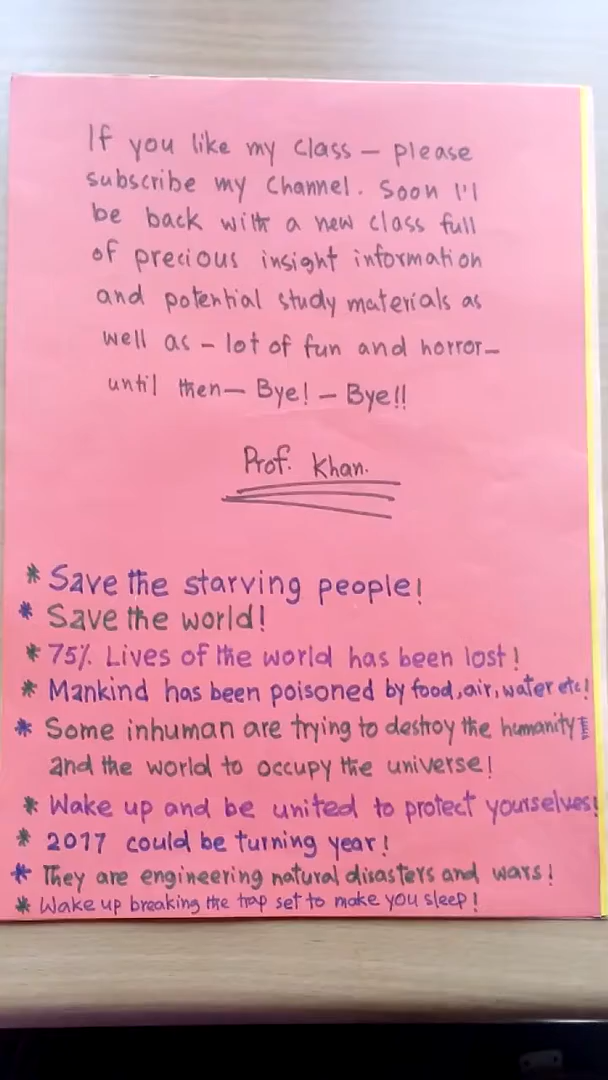 If you like my class – please
subscribe my Channel. Soon I'l
be back with a new class full
of precious insight information
and potential study materials as
well as – lot of fun and horror–
until then– Bye! – Bye!!
Prof. Khan.
* Save the starving people!
* Save the world!
* 75% Lives of the world has been lost!
* Mankind has been poisoned by food, air, water etc!
* Some inhuman are trying to destroy the humanity
and the world to occupy the universe!
* Wake up and be united to protect yourselves!
* 2017 could be turning year!
* They are engineering natural disasters and wars!
* Wake up breaking the trap set to make you sleep!